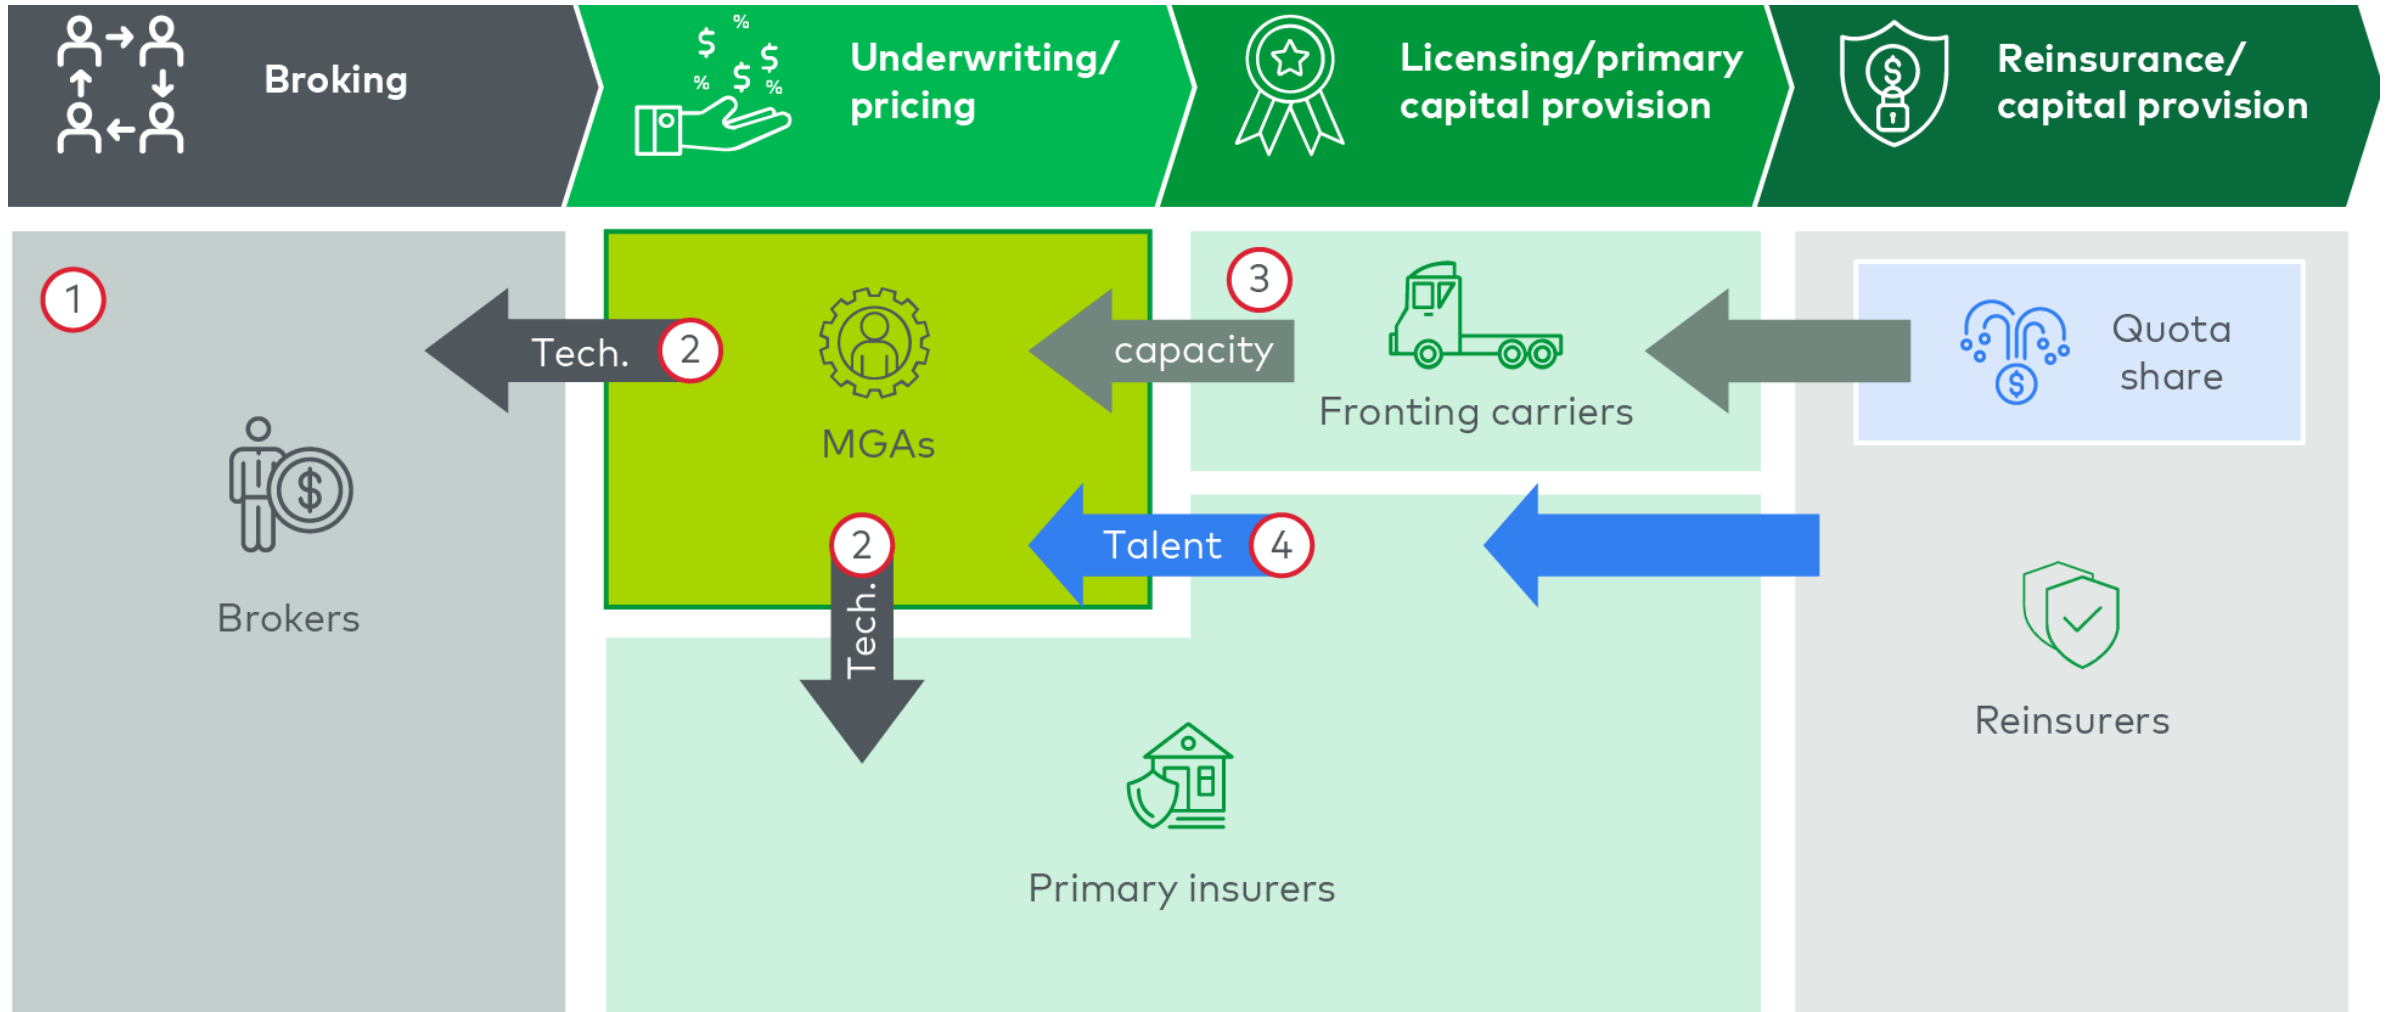 Broking
Underwriting/
pricing
Licensing/primary
capital provision
Reinsurance/
capital provision
$
%
$
%
$
%
$
1
Tech.
2
MGAs
3
capacity
Fronting carriers
$
Quota
share
$
Brokers
2
Tech.
Talent
4
Reinsurers
Primary insurers